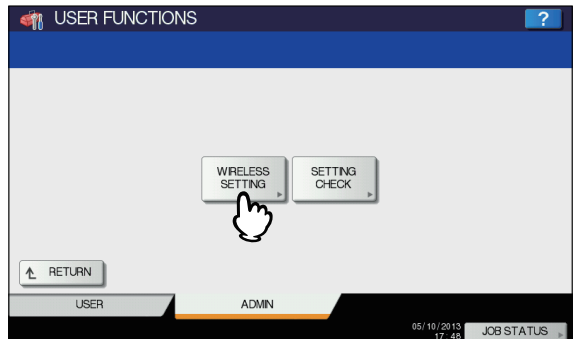 USER FUNCTIONS
?
WIRELESS
SETTING
SETTING
CHECK
RETURN
USER
ADMIN
05/10/2013
17:48
JOB STATUS